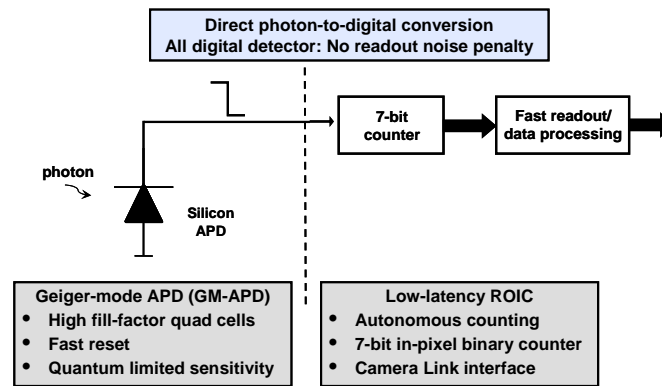 Direct photon-to-digital conversion
All digital detector: No readout noise penalty
7-bit
counter
Fast readout/
data processing
photon
Silicon
APD
Geiger-mode APD (GM-APD)
• High fill-factor quad cells
• Fast reset
• Quantum limited sensitivity
Low-latency ROIC
• Autonomous counting
• 7-bit in-pixel binary counter
• Camera Link interface